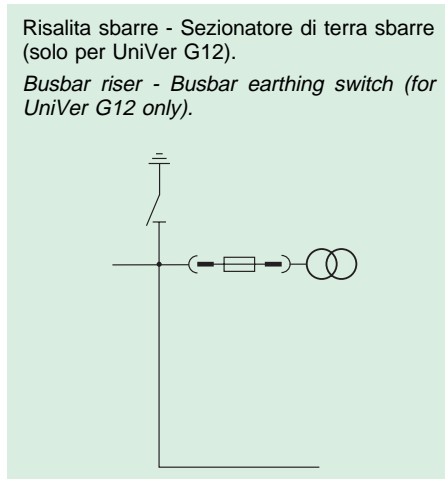 Risalita sbarre - Sezionatore di terra sbarre
(solo per UniVer G12).
Busbar riser - Busbar earthing switch (for
UniVer G12 only).